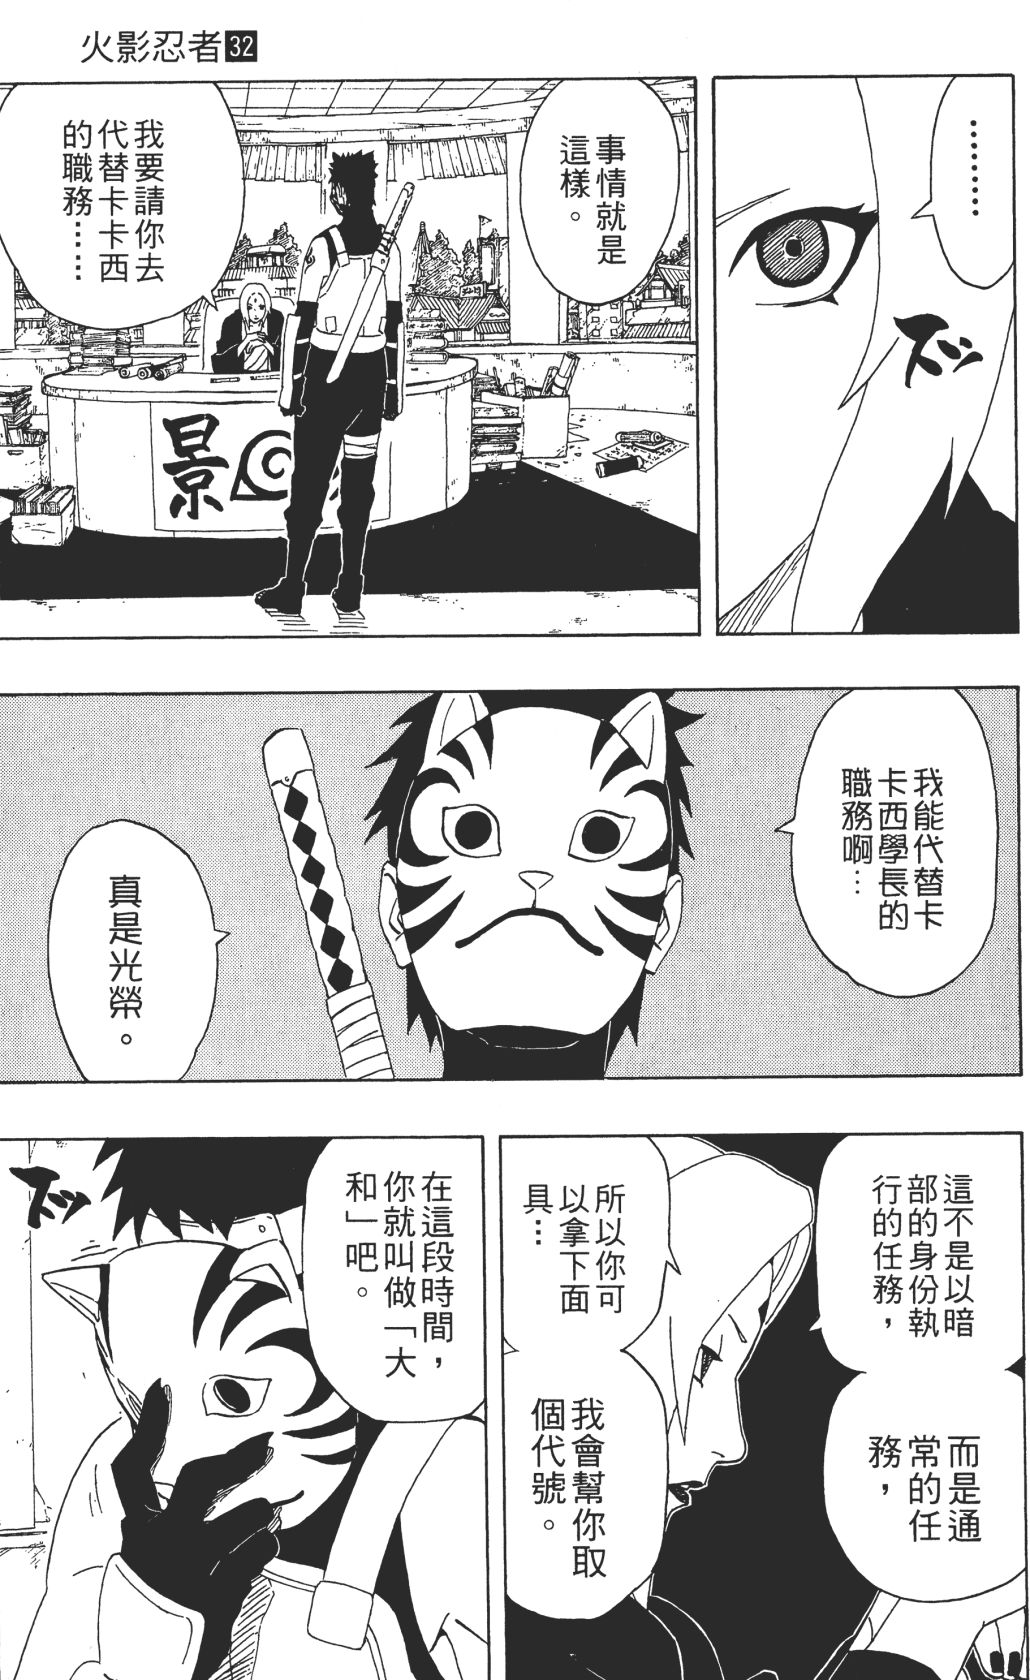 火影忍者32
………
ズッ
事情就是
這樣。
我要請你去
代替卡卡西
的職務……
景
我能代替卡
卡西學長的
職務啊…
真是光榮。
這不是以暗
部的身份執
行的任務，
而是通
常的任
務，
所以你可
以拿下面
具…
我會幫你取
個代號。
在這段時間，
你就叫做「大
和」吧。
ズッ